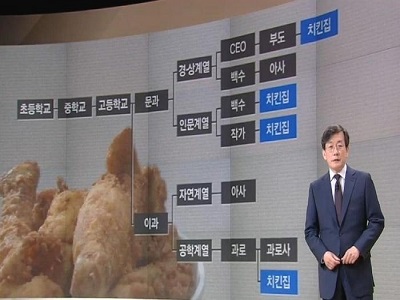 초등학교 중학교 고등학교
문과
경·상계열 CEO 부도 치킨집
백수 아사
인문계열 백수 치킨집
작가 치킨집
이과
자연계열 아사
공학계열 과로 과로사
치킨집